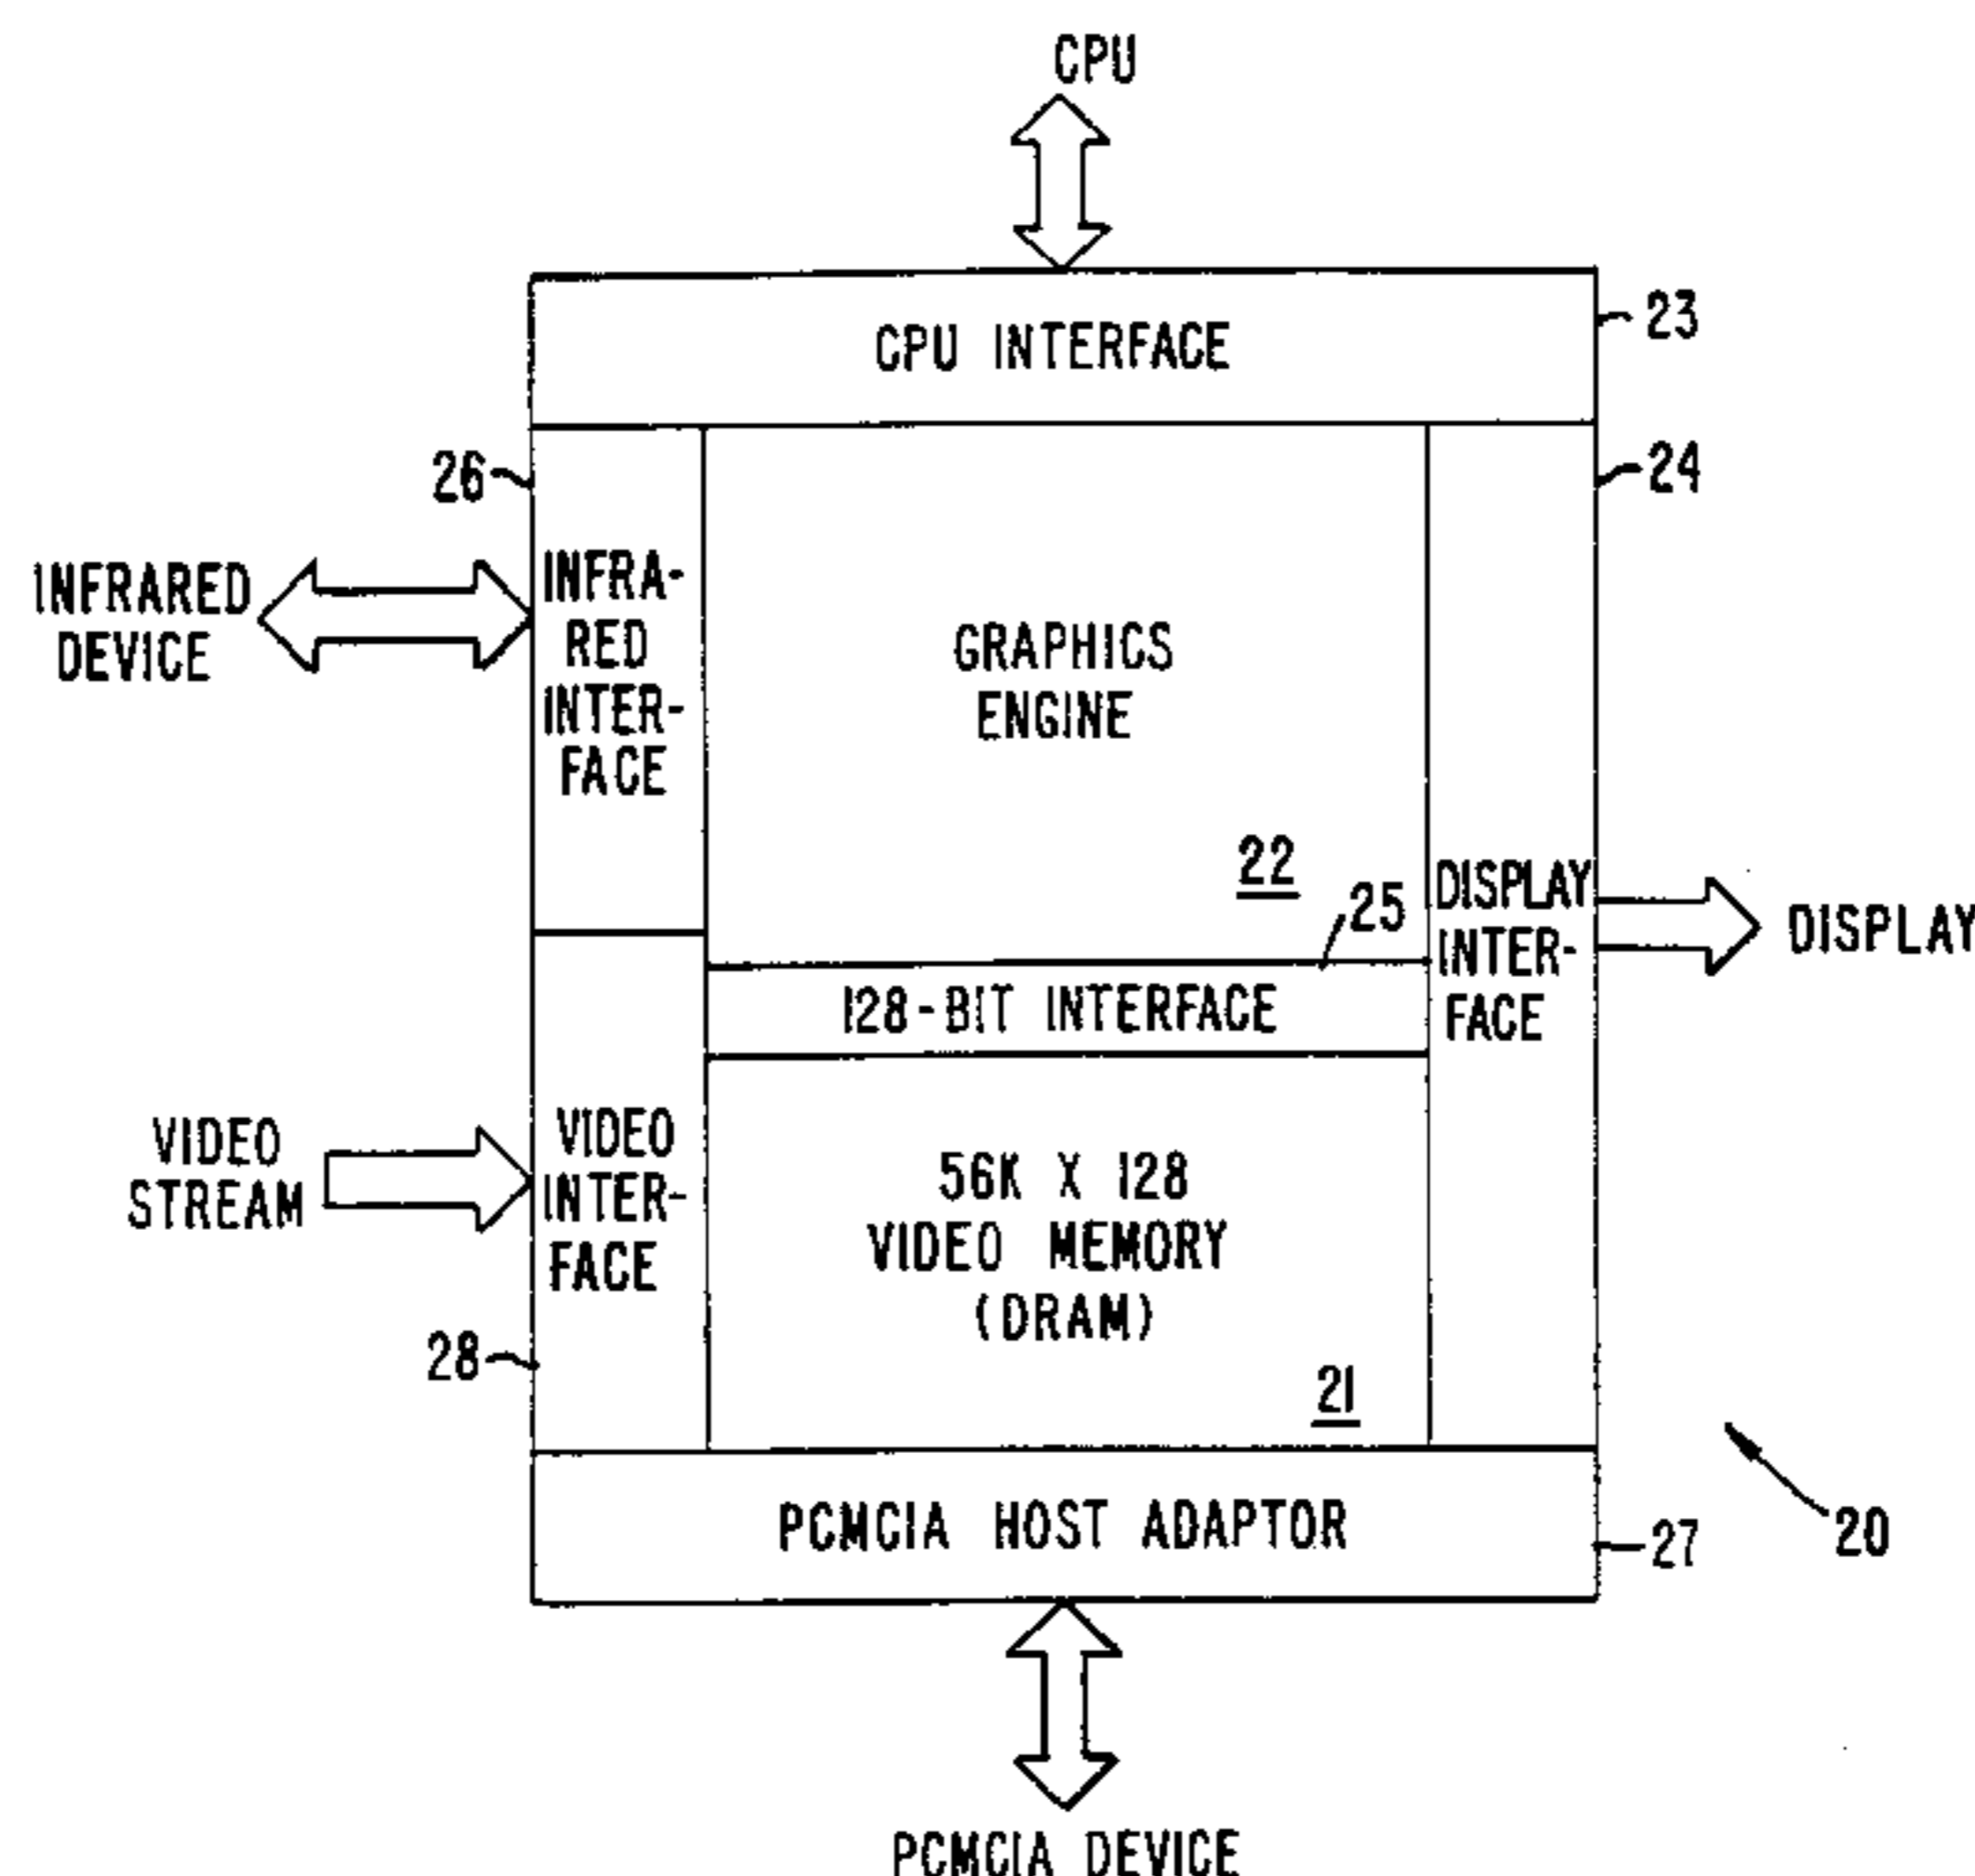 CPU
CPU INTERFACE
23
26
24
INFRARED
DEVICE
INFRA-
RED
INTER-
FACE
GRAPHICS
ENGINE
22
25
DISPLAY
INTER-
FACE
DISPLAY
128-BIT INTERFACE
VIDEO
STREAM
VIDEO
INTER-
FACE
28
56K X 128
VIDEO MEMORY
(DRAM)
21
PCMCIA HOST ADAPTOR
27
20
PCMCIA DEVICE